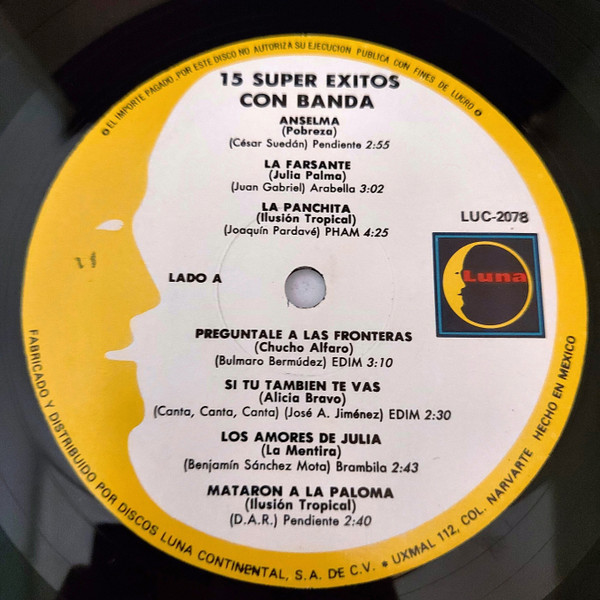 ● EL IMPORTE PAGADO, POR ESTE DISCO NO AUTORIZA SU EJECUCION PUBLICA CON FINES DE LUCRO ●
15 SUPER EXITOS
CON BANDA
ANSELMA
(Pobreza)
(César Suedán) Pendiente 2:55
LA FARSANTE
(Julia Palma)
(Juan Gabriel) Arabella 3:02
LA PANCHITA
(Ilusión Tropical)
(Joaquín Pardavé) PHAM 4:25
LUC-2078
Luna
LADO A
PREGUNTALE A LAS FRONTERAS
(Chucho Alfaro)
(Bulmaro Bermúdez) EDIM 3:10
SI TU TAMBIEN TE VAS
(Alicia Bravo)
(Canta, Canta, Canta) (José A. Jiménez) EDIM 2:30
LOS AMORES DE JULIA
(La Mentira)
(Benjamín Sánchez Mota) Brambila 2:43
MATARON A LA PALOMA
(Ilusión Tropical)
(D.A.R.) Pendiente 2:40
FABRICADO Y DISTRIBUIDO POR DISCOS LUNA CONTINENTAL, S.A. DE C.V. ● UXMAL 112, COL. NARVARTE HECHO EN MEXICO